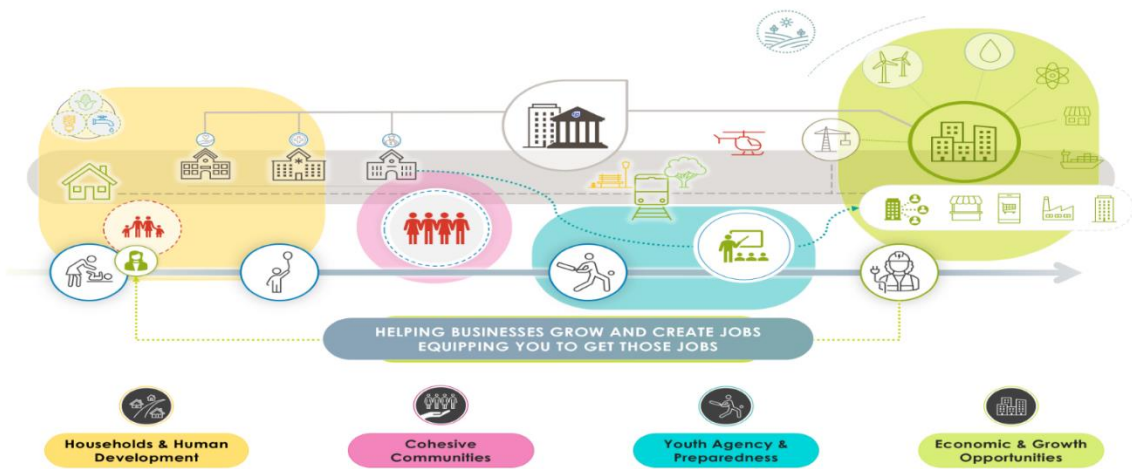 HELPING BUSINESSES GROW AND CREATE JOBS
EQUIPPING YOU TO GET THOSE JOBS
Households & Human
Development
Cohesive
Communities
Youth Agency &
Preparedness
Economic & Growth
Opportunities